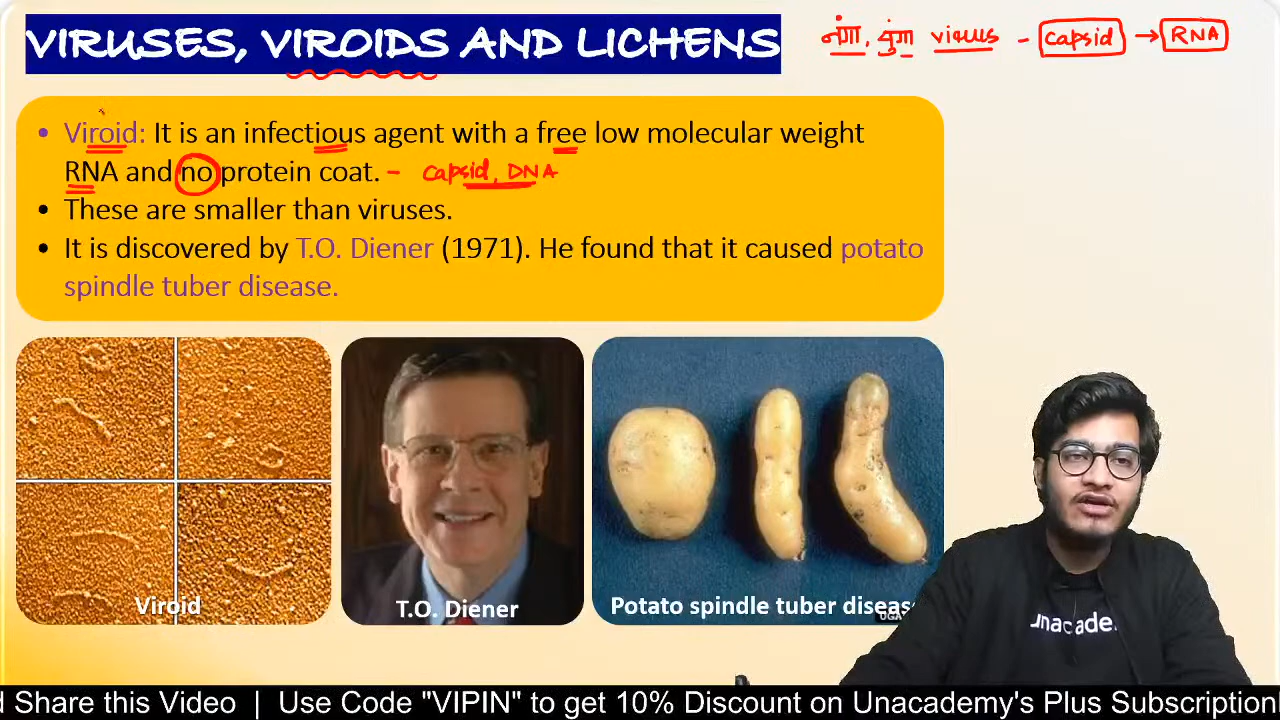 VIRUSES, VIROIDS AND LICHENS
नंगा, पुंगा virus - capsid → RNA
• Viroid: It is an infectious agent with a free low molecular weight
RNA and no protein coat. - capsid, DNA
• These are smaller than viruses.
• It is discovered by T.O. Diener (1971). He found that it caused potato
spindle tuber disease.
Viroid
T.O. Diener
Potato spindle tuber diseas
unacade
d Share this Video | Use Code "VIPIN" to get 10% Discount on Unacademy's Plus Subscription